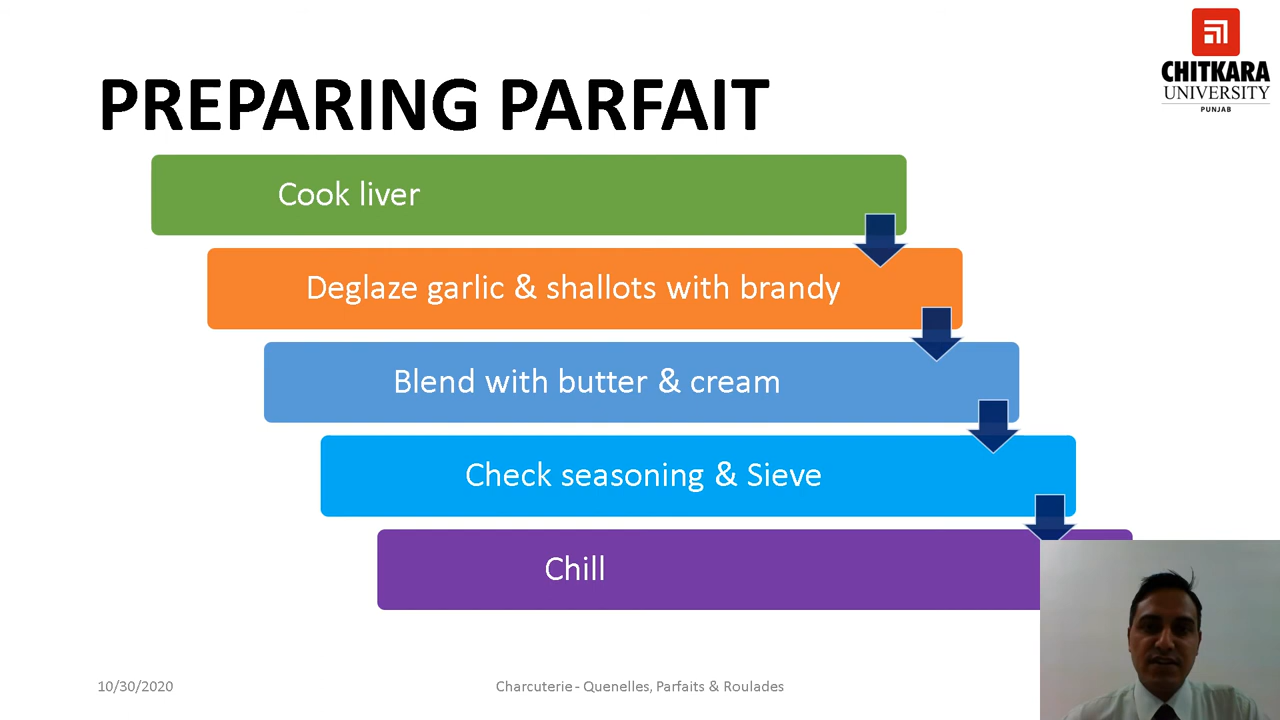 CHITKARA
UNIVERSITY
PUNJAB
PREPARING PARFAIT
Cook liver
Deglaze garlic & shallots with brandy
Blend with butter & cream
Check seasoning & Sieve
Chill
10/30/2020
Charcuterie - Quenelles, Parfaits & Roulades